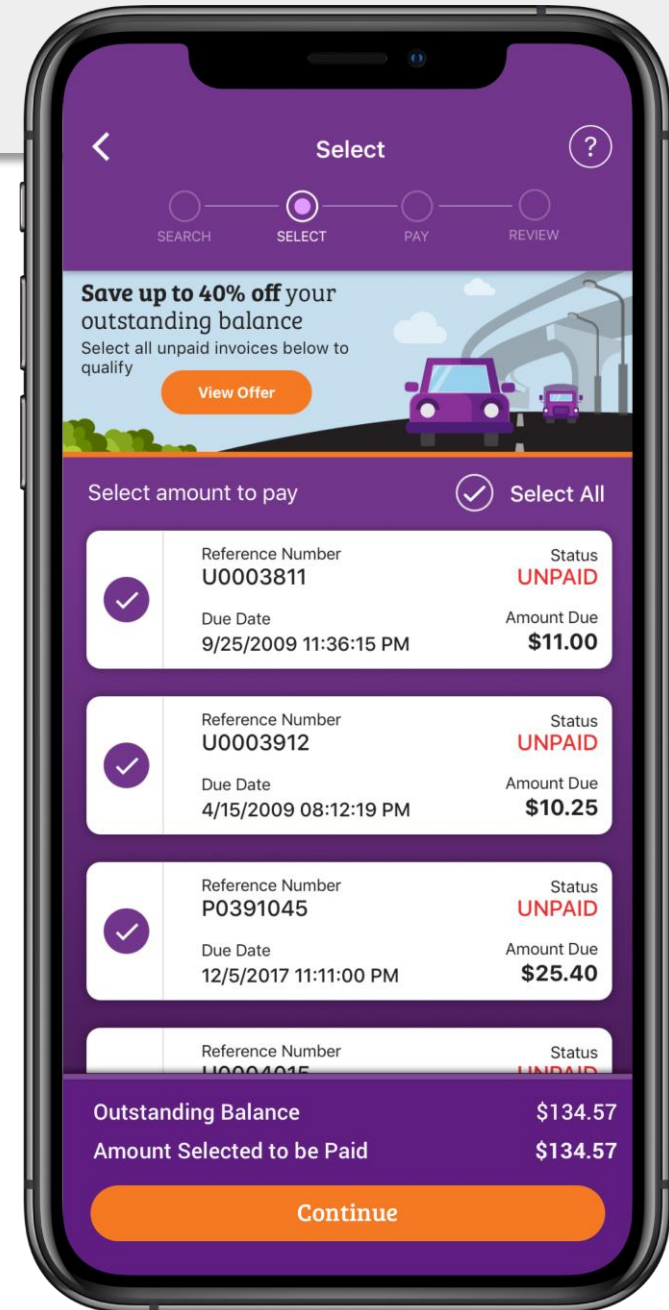 Select
?
SEARCH SELECT PAY REVIEW
Save up to 40% off your
outstanding balance
Select all unpaid invoices below to
qualify
View Offer
Select amount to pay Select All
Reference Number Status
U0003811 UNPAID
Due Date Amount Due
9/25/2009 11:36:15 PM $11.00
Reference Number Status
U0003912 UNPAID
Due Date Amount Due
4/15/2009 08:12:19 PM $10.25
Reference Number Status
P0391045 UNPAID
Due Date Amount Due
12/5/2017 11:11:00 PM $25.40
Reference Number Status
U0004015 UNPAID
Outstanding Balance $134.57
Amount Selected to be Paid $134.57
Continue